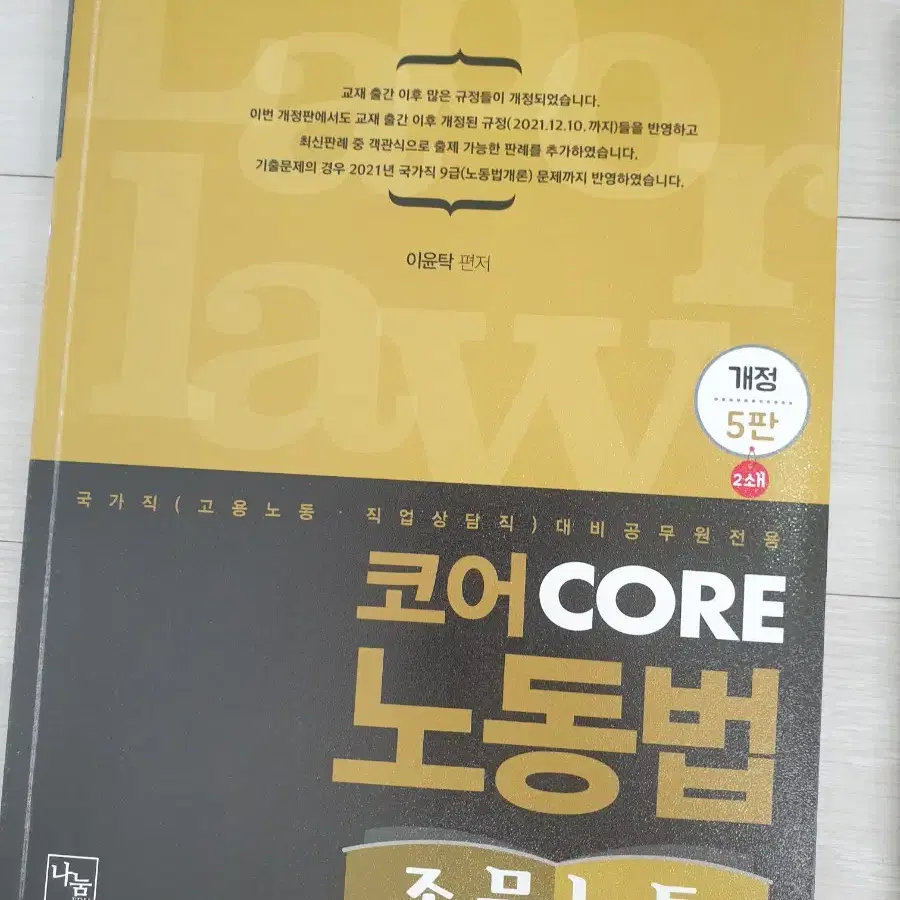 Labor
law
교재 출간 이후 많은 규정들이 개정되었습니다.
이번 개정판에서도 교재 출간 이후 개정된 규정(2021.12.10.까지)들을 반영하고
최신판례 중 객관식으로 출제 가능한 판례를 추가하였습니다.
기출문제의 경우 2021년 국가직 9급(노동법개론) 문제까지 반영하였습니다.
이윤탁 편저
개정
5판
2쇄
국가직(고용노동·직업상담직)대비공무원전용
코어 CORE
노동법
나눔